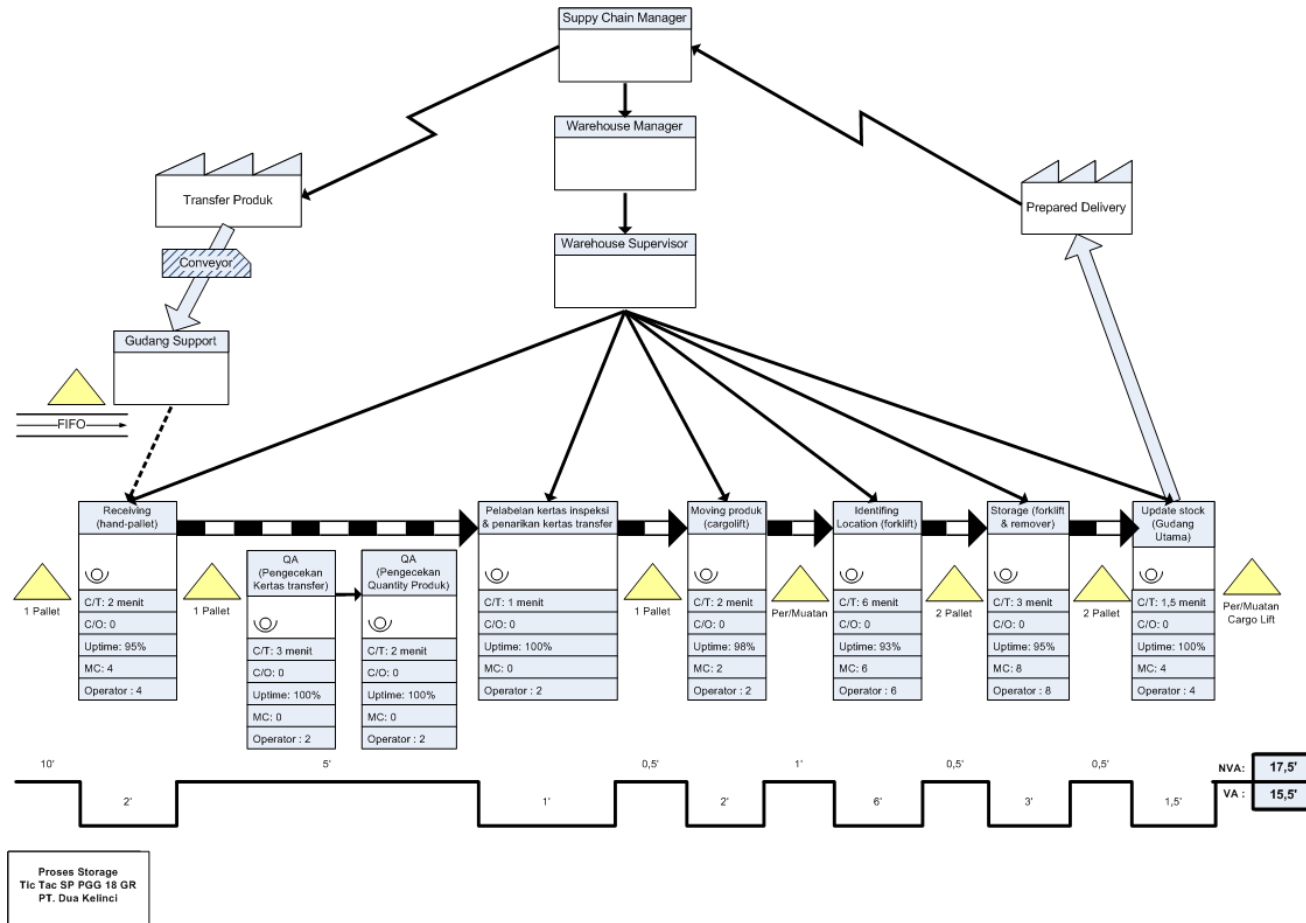 Suppy Chain Manager
Warehouse Manager
Transfer Produk
Prepared Delivery
Warehouse Supervisor
Conveyor
Gudang Support
FIFO
Receiving
(hand-pallet)
C/T: 2 menit
C/O: 0
Uptime: 95%
MC: 4
Operator : 4
1 Pallet
1 Pallet
QA
(Pengecekan
Kertas transfer)
C/T: 3 menit
C/O: 0
Uptime: 100%
MC: 0
Operator : 2
QA
(Pengecekan
Quantity Produk)
C/T: 2 menit
C/O: 0
Uptime: 100%
MC: 0
Operator : 2
Pelabelan kertas inspeksi
& penarikan kertas transfer
C/T: 1 menit
C/O: 0
Uptime: 100%
MC: 0
Operator : 2
1 Pallet
Moving produk
(cargolift)
C/T: 2 menit
C/O: 0
Uptime: 98%
MC: 2
Operator : 2
Per/Muatan
Identifing
Location (forklift)
C/T: 6 menit
C/O: 0
Uptime: 93%
MC: 6
Operator : 6
2 Pallet
Storage (forklift
& remover)
C/T: 3 menit
C/O: 0
Uptime: 95%
MC: 8
Operator : 8
2 Pallet
Update stock
(Gudang
Utama)
C/T: 1,5 menit
C/O: 0
Uptime: 100%
MC: 4
Operator : 4
Per/Muatan
Cargo Lift
10' 5' 0,5' 1' 0,5' 0,5'
NVA: 17,5'
2' 1' 2' 6' 3' 1,5'
VA : 15,5'
Proses Storage
Tic Tac SP PGG 18 GR
PT. Dua Kelinci